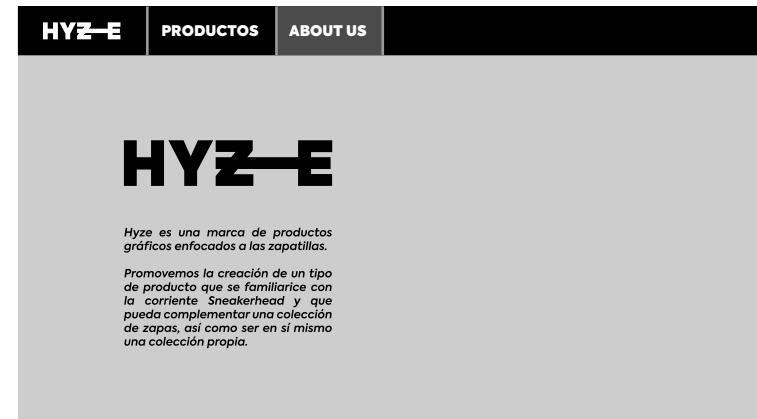 HYZE
PRODUCTOS
ABOUT US
HYZE
Hyze es una marca de productos
gráficos enfocados a las zapatillas.
Promovemos la creación de un tipo
de producto que se familiarice con
la corriente Sneakerhead y que
pueda complementar una colección
de zapas, así como ser en sí mismo
una colección propia.